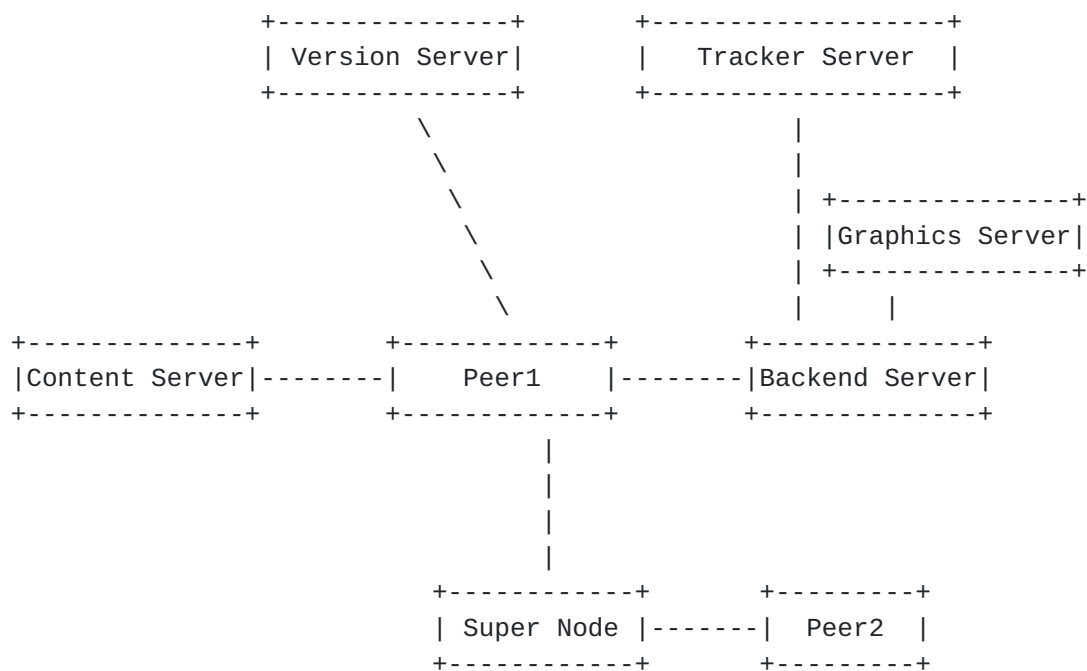 Version Server Tracker Server
Graphics Server
Content Server Peer1 Backend Server
Super Node Peer2